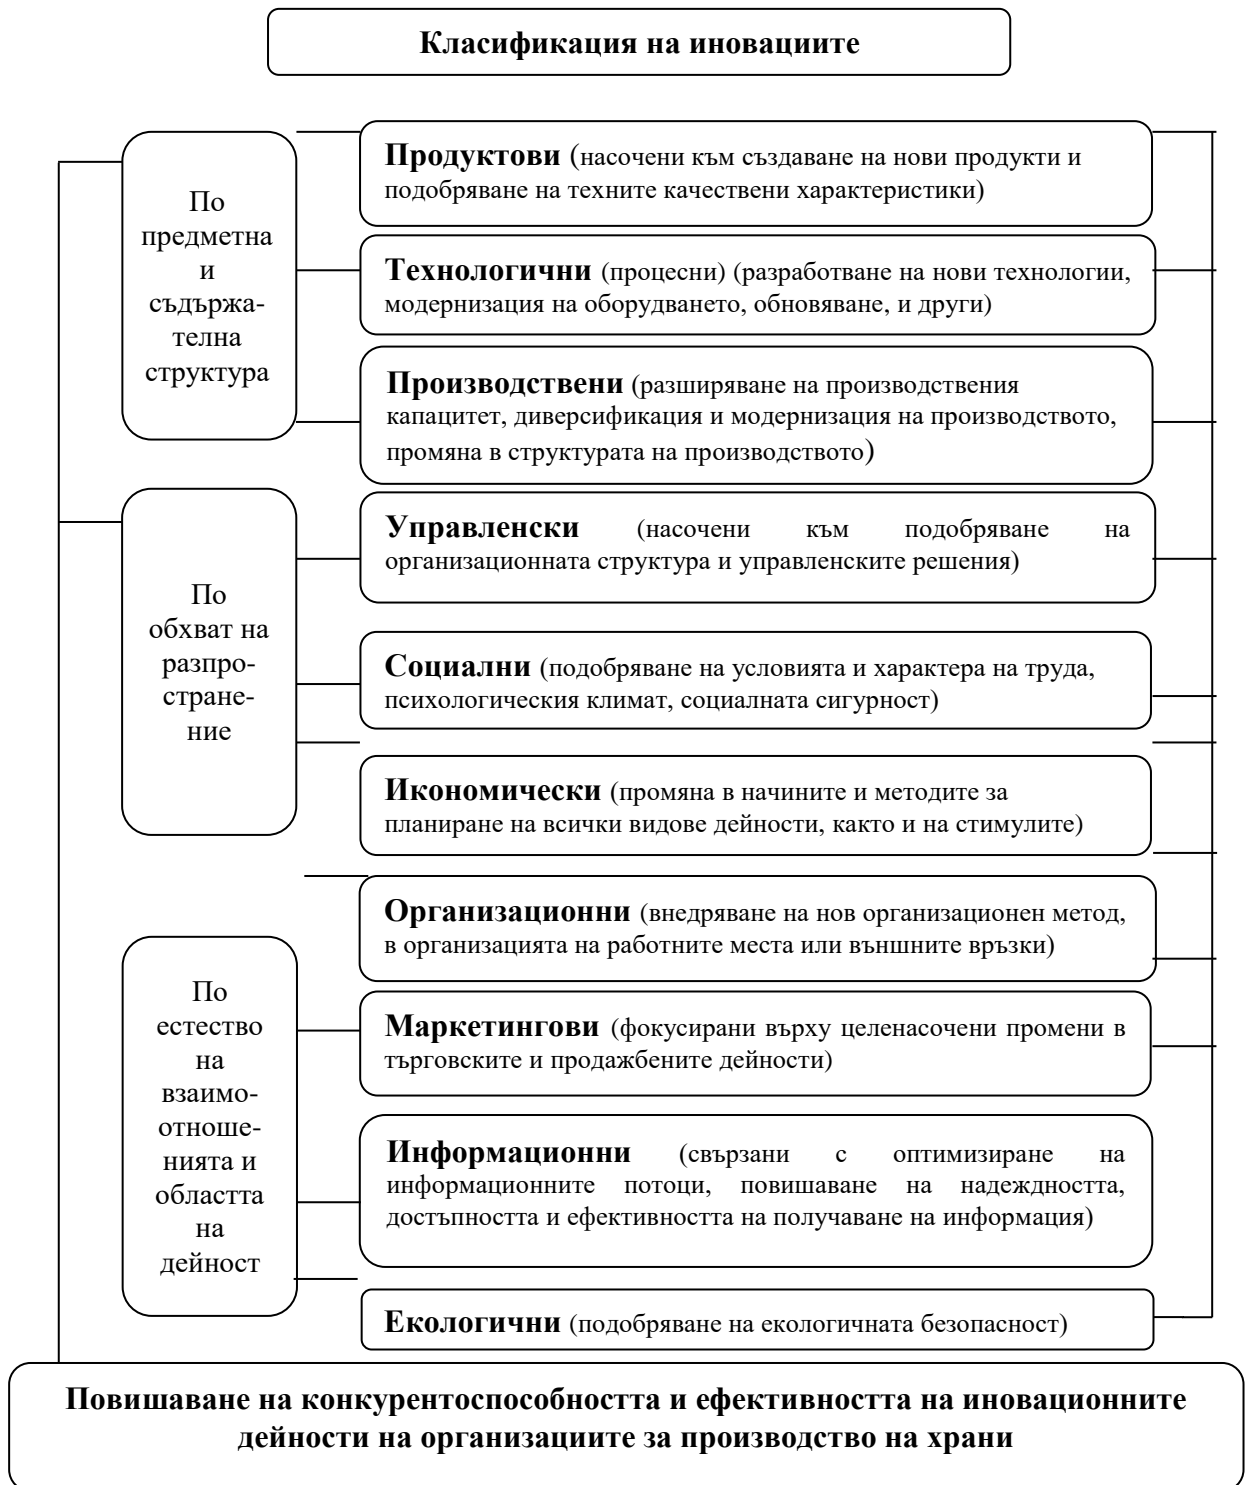 Класификация на иновациите
По
предметна
и
съдържа-
телна
структура
Продуктови (насочени към създаване на нови продукти и
подобряване на техните качествени характеристики)
Технологични (процесни) (разработване на нови технологии,
модернизация на оборудването, обновяване, и други)
Производствени (разширяване на производствения
капацитет, диверсификация и модернизация на производството,
промяна в структурата на производството)
По
обхват на
разпро-
стране-
ние
Управленски (насочени към подобряване на
организационната структура и управленските решения)
Социални (подобряване на условията и характера на труда,
психологическия климат, социалната сигурност)
Икономически (промяна в начините и методите за
планиране на всички видове дейности, както и на стимулите)
По
естество
на
взаимо-
отноше-
нията и
областта
на
дейност
Организационни (внедряване на нов организационен метод,
в организацията на работните места или външните връзки)
Маркетингови (фокусирани върху целенасочени промени в
търговските и продажбените дейности)
Информационни (свързани с оптимизиране на
информационните потоци, повишаване на надеждността,
достъпността и ефективността на получаване на информация)
Екологични (подобряване на екологичната безопасност)
Повишаване на конкурентоспособността и ефективността на иновационните
дейности на организациите за производство на храни